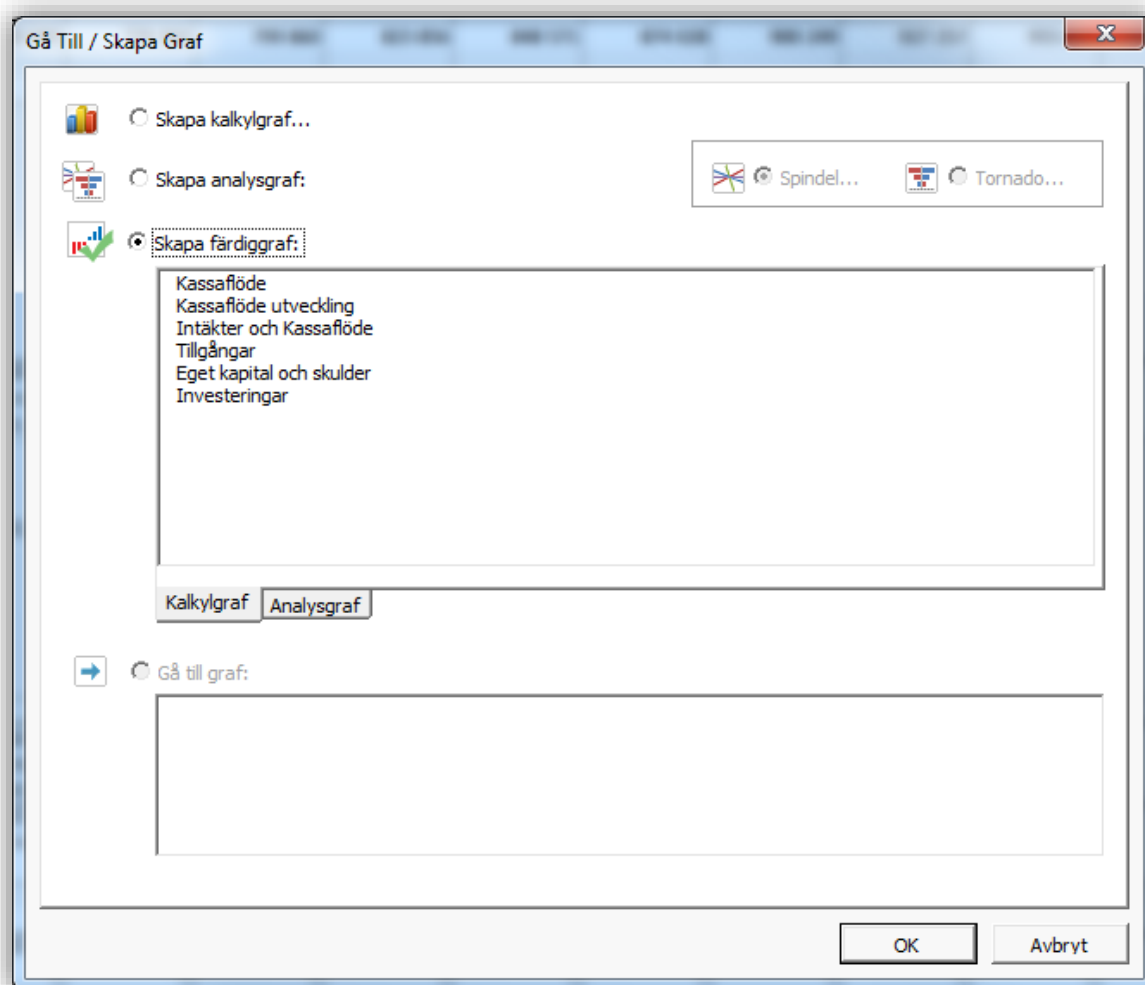 Gå Till / Skapa Graf
Skapa kalkylgraf...
Skapa analysgraf:
Spindel...
Tornado...
Skapa färdiggraf:
Kassaflöde
Kassaflöde utveckling
Intäkter och Kassaflöde
Tillgångar
Eget kapital och skulder
Investeringar
Kalkylgraf
Analysgraf
Gå till graf:
OK
Avbryt